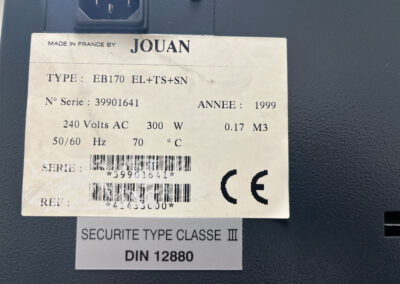 MADE IN FRANCE BY JOUAN
TYPE : EB170 EL+TS+SN
N° Serie : 39901641 ANNEE : 1999
240 Volts AC 300 W 0.17 M3
50/60 Hz 70 ° C
SERIE :
*39901641*
CE
REF :
SECURITE TYPE CLASSE III
DIN 12880